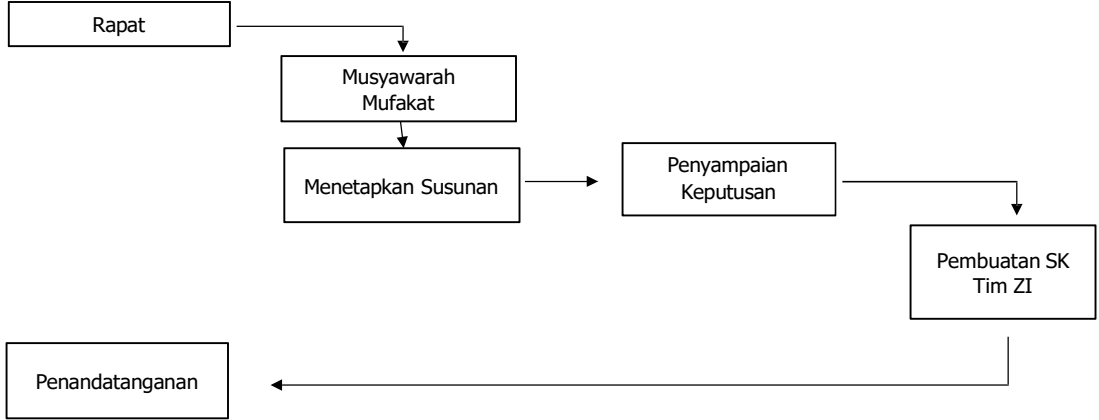 Rapat
Musyawarah
Mufakat
Menetapkan Susunan
Penyampaian
Keputusan
Pembuatan SK
Tim ZI
Penandatanganan